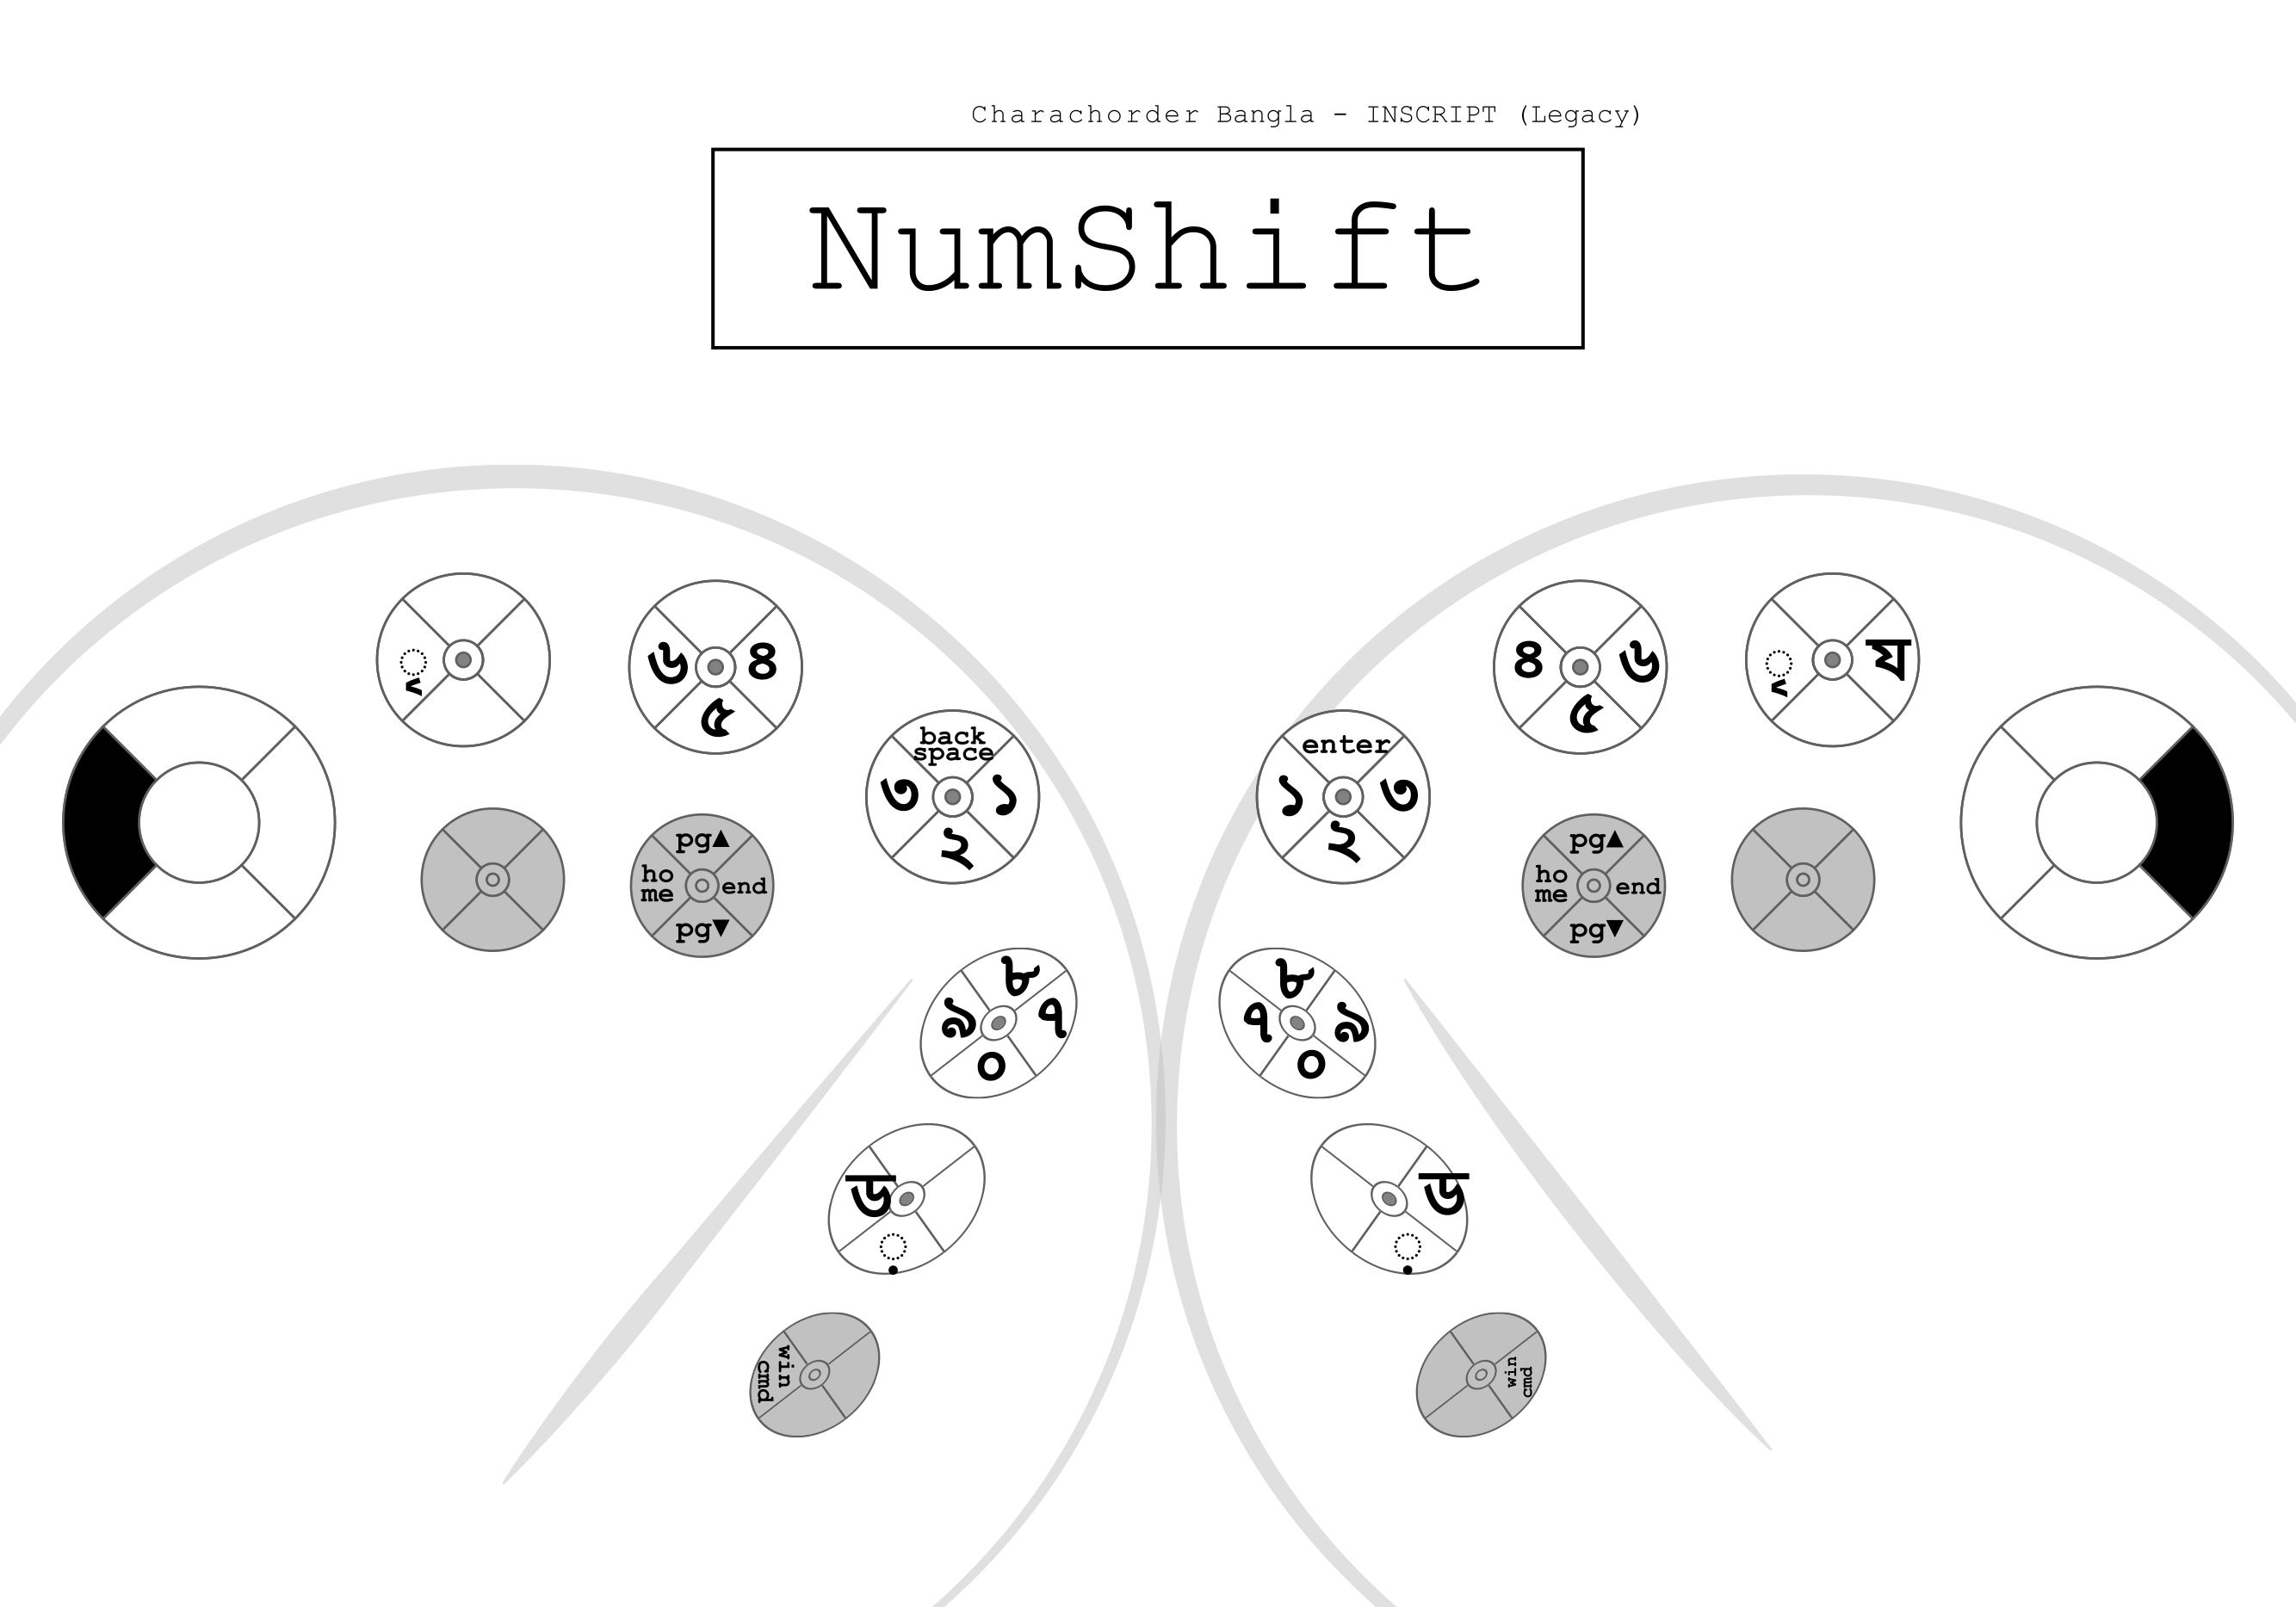 Charachorder Bangla - INSCRIPT (Legacy)
NumShift
◌্
৬ ৪
৫
back
space
৩ ১
২
pg▲
ho
me
end
pg▼
৮
৯ ৭
০
ড
◌়
win
cmd
enter
১ ৩
২
৪ ৬
৫
◌্ য
pg▲
ho
me
end
pg▼
৮
৭ ৯
০
ড
◌়
win
cmd